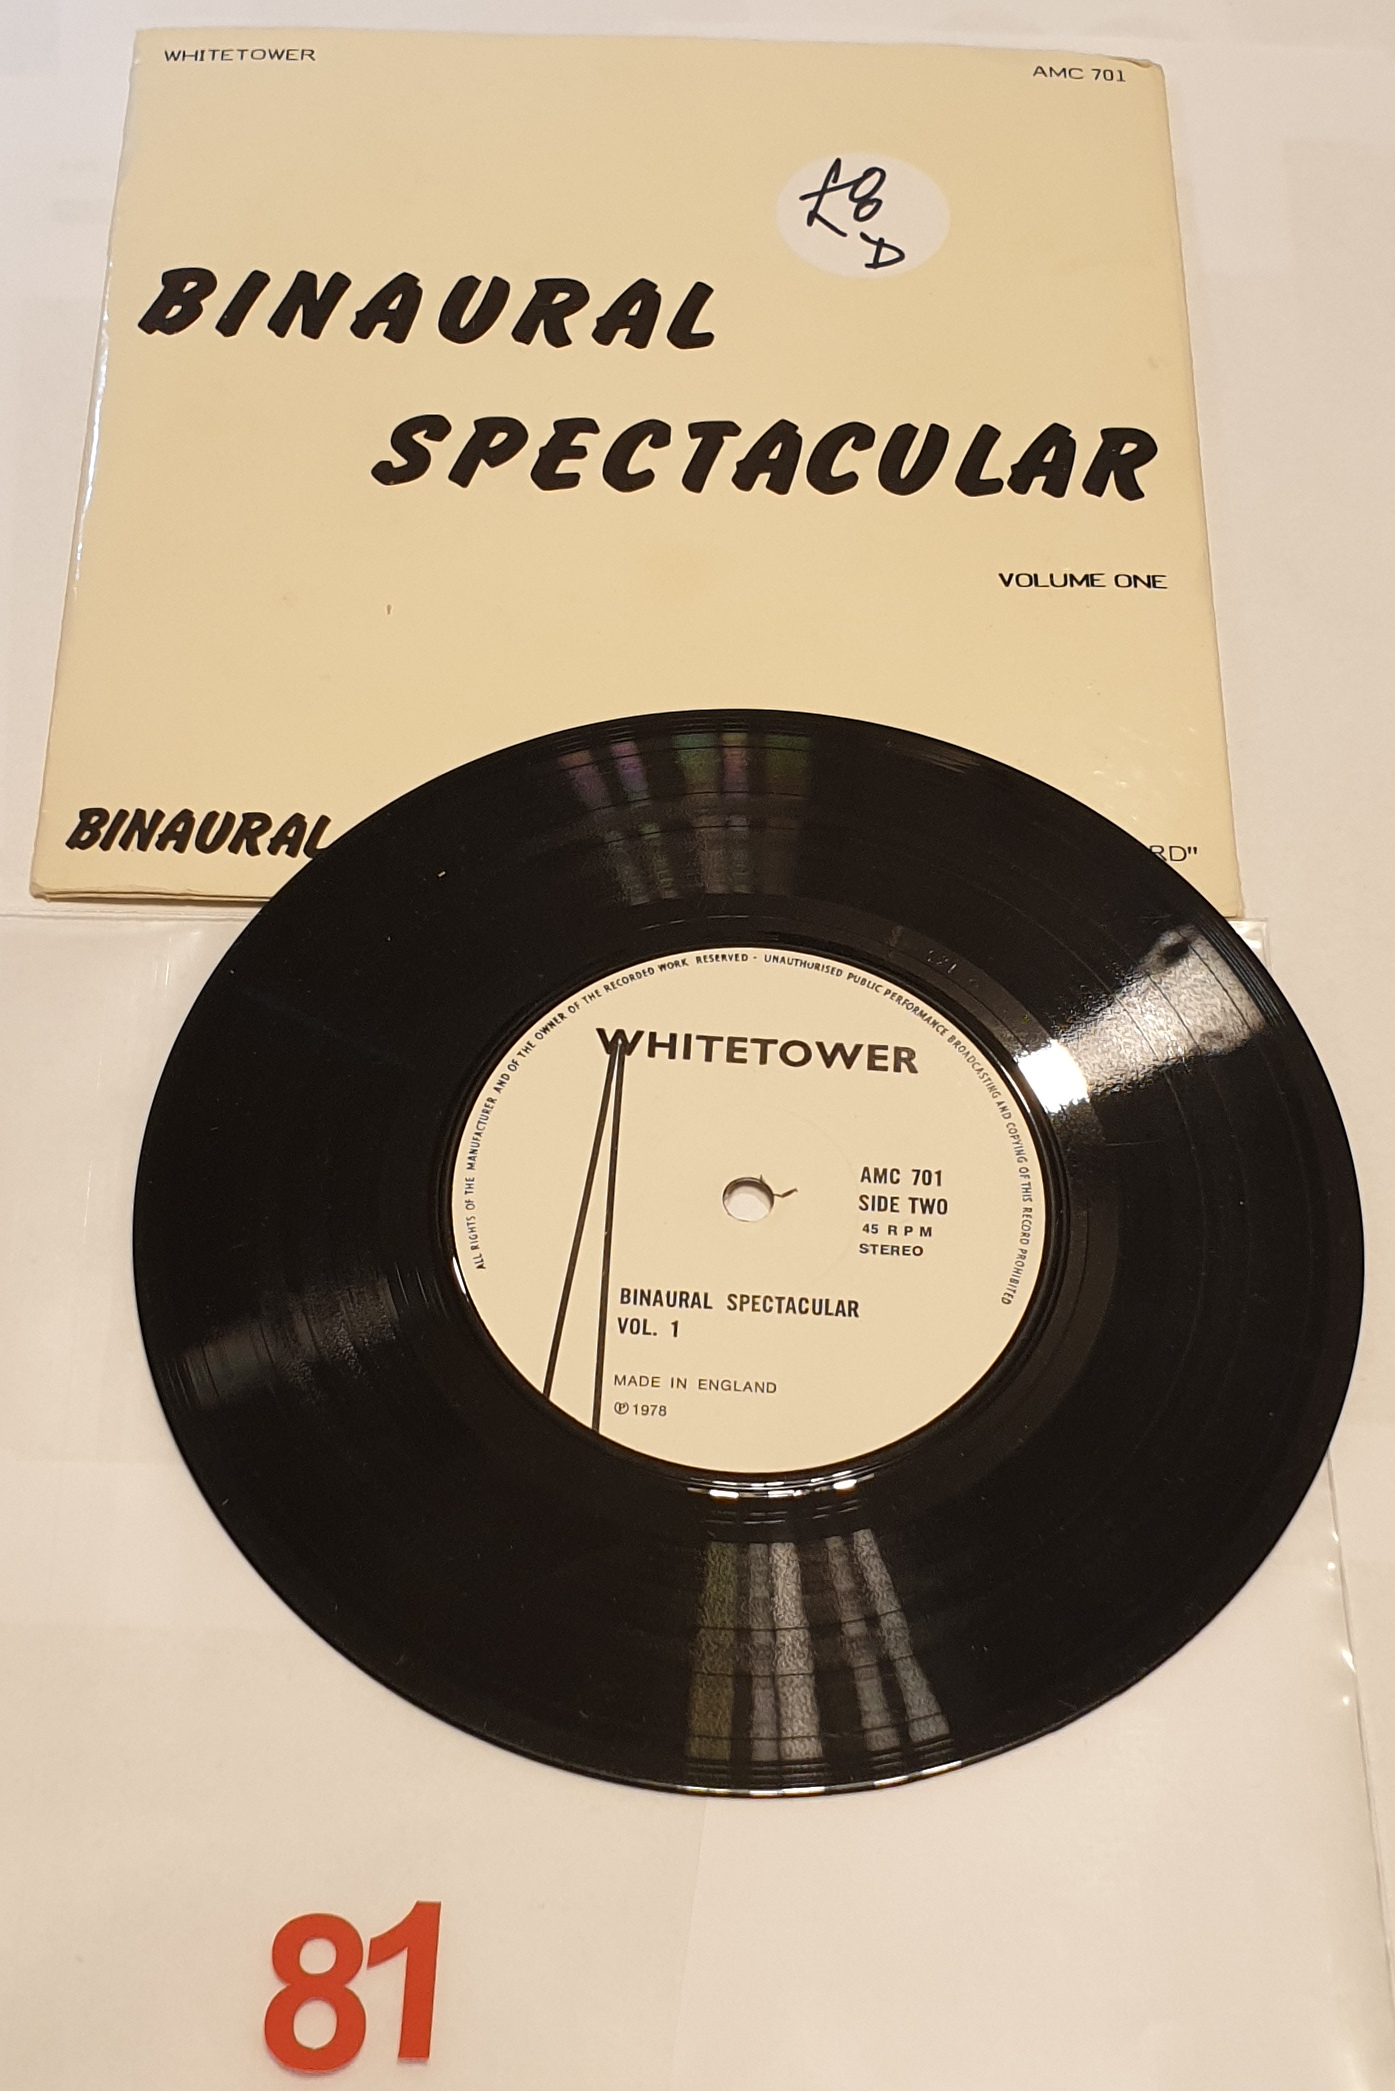 WHITETOWER
AMC 701
£8
D
BINAURAL
SPECTACULAR
VOLUME ONE
BINAURAL
RD"
ALL RIGHTS OF THE MANUFACTURER AND OF THE OWNER OF THE RECORDED WORK RESERVED - UNAUTHORISED PUBLIC PERFORMANCE BROADCASTING AND COPYING OF THIS RECORD PROHIBITED
WHITETOWER
AMC 701
SIDE TWO
45 R P M
STEREO
BINAURAL SPECTACULAR
VOL. 1
MADE IN ENGLAND
℗ 1978
81